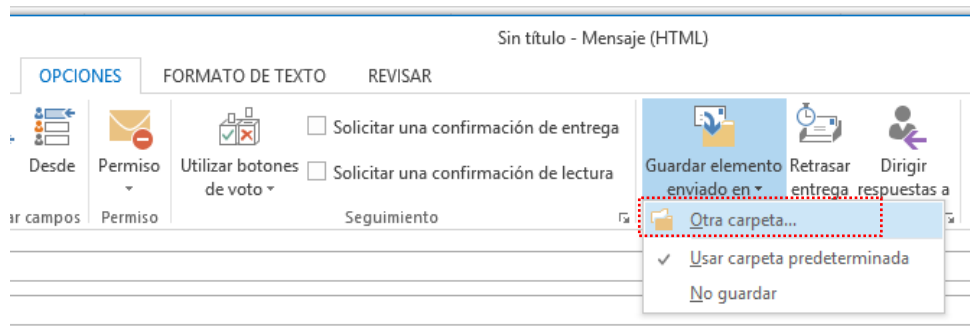 Sin título - Mensaje (HTML)
OPCIONES FORMATO DE TEXTO REVISAR
Desde
Permiso
Utilizar botones
de voto
Solicitar una confirmación de entrega
Solicitar una confirmación de lectura
Guardar elemento
enviado en
Retrasar
entrega
Dirigir
respuestas a
ar campos
Permiso
Seguimiento
Otra carpeta...
Usar carpeta predeterminada
No guardar